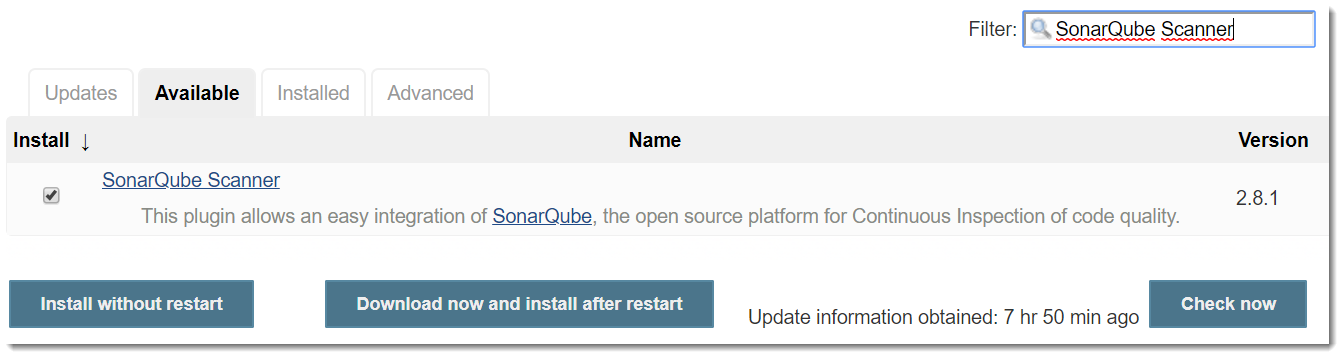 Filter: SonarQube Scanner
Updates Available Installed Advanced
Install ↓ Name Version
SonarQube Scanner
This plugin allows an easy integration of SonarQube, the open source platform for Continuous Inspection of code quality.
2.8.1
Install without restart Download now and install after restart Update information obtained: 7 hr 50 min ago Check now